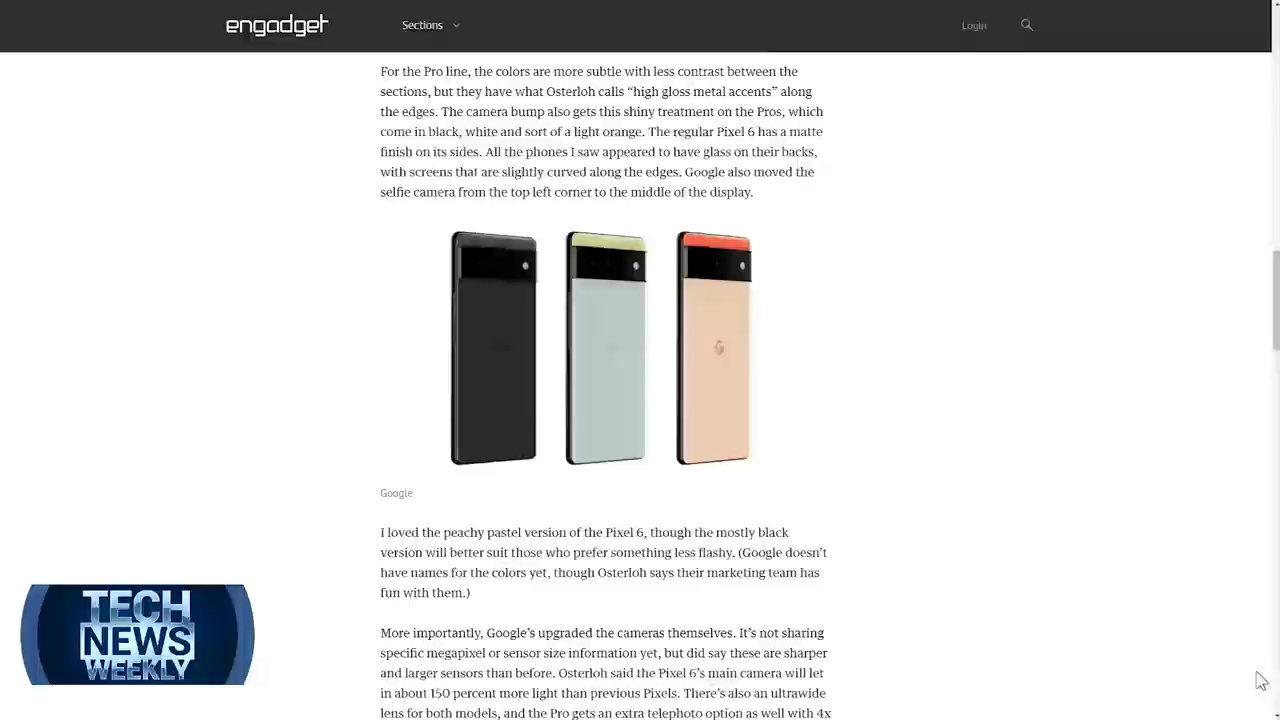 engadget
Sections
Login
For the Pro line, the colors are more subtle with less contrast between the
sections, but they have what Osterloh calls “high gloss metal accents” along
the edges. The camera bump also gets this shiny treatment on the Pros, which
come in black, white and sort of a light orange. The regular Pixel 6 has a matte
finish on its sides. All the phones I saw appeared to have glass on their backs,
with screens that are slightly curved along the edges. Google also moved the
selfie camera from the top left corner to the middle of the display.
G
Google
I loved the peachy pastel version of the Pixel 6, though the mostly black
version will better suit those who prefer something less flashy. (Google doesn’t
have names for the colors yet, though Osterloh says their marketing team has
fun with them.)
More importantly, Google’s upgraded the cameras themselves. It’s not sharing
specific megapixel or sensor size information yet, but did say these are sharper
and larger sensors than before. Osterloh said the Pixel 6’s main camera will let
in about 150 percent more light than previous Pixels. There’s also an ultrawide
lens for both models, and the Pro gets an extra telephoto option as well with 4x
TECH
NEWS
WEEKLY